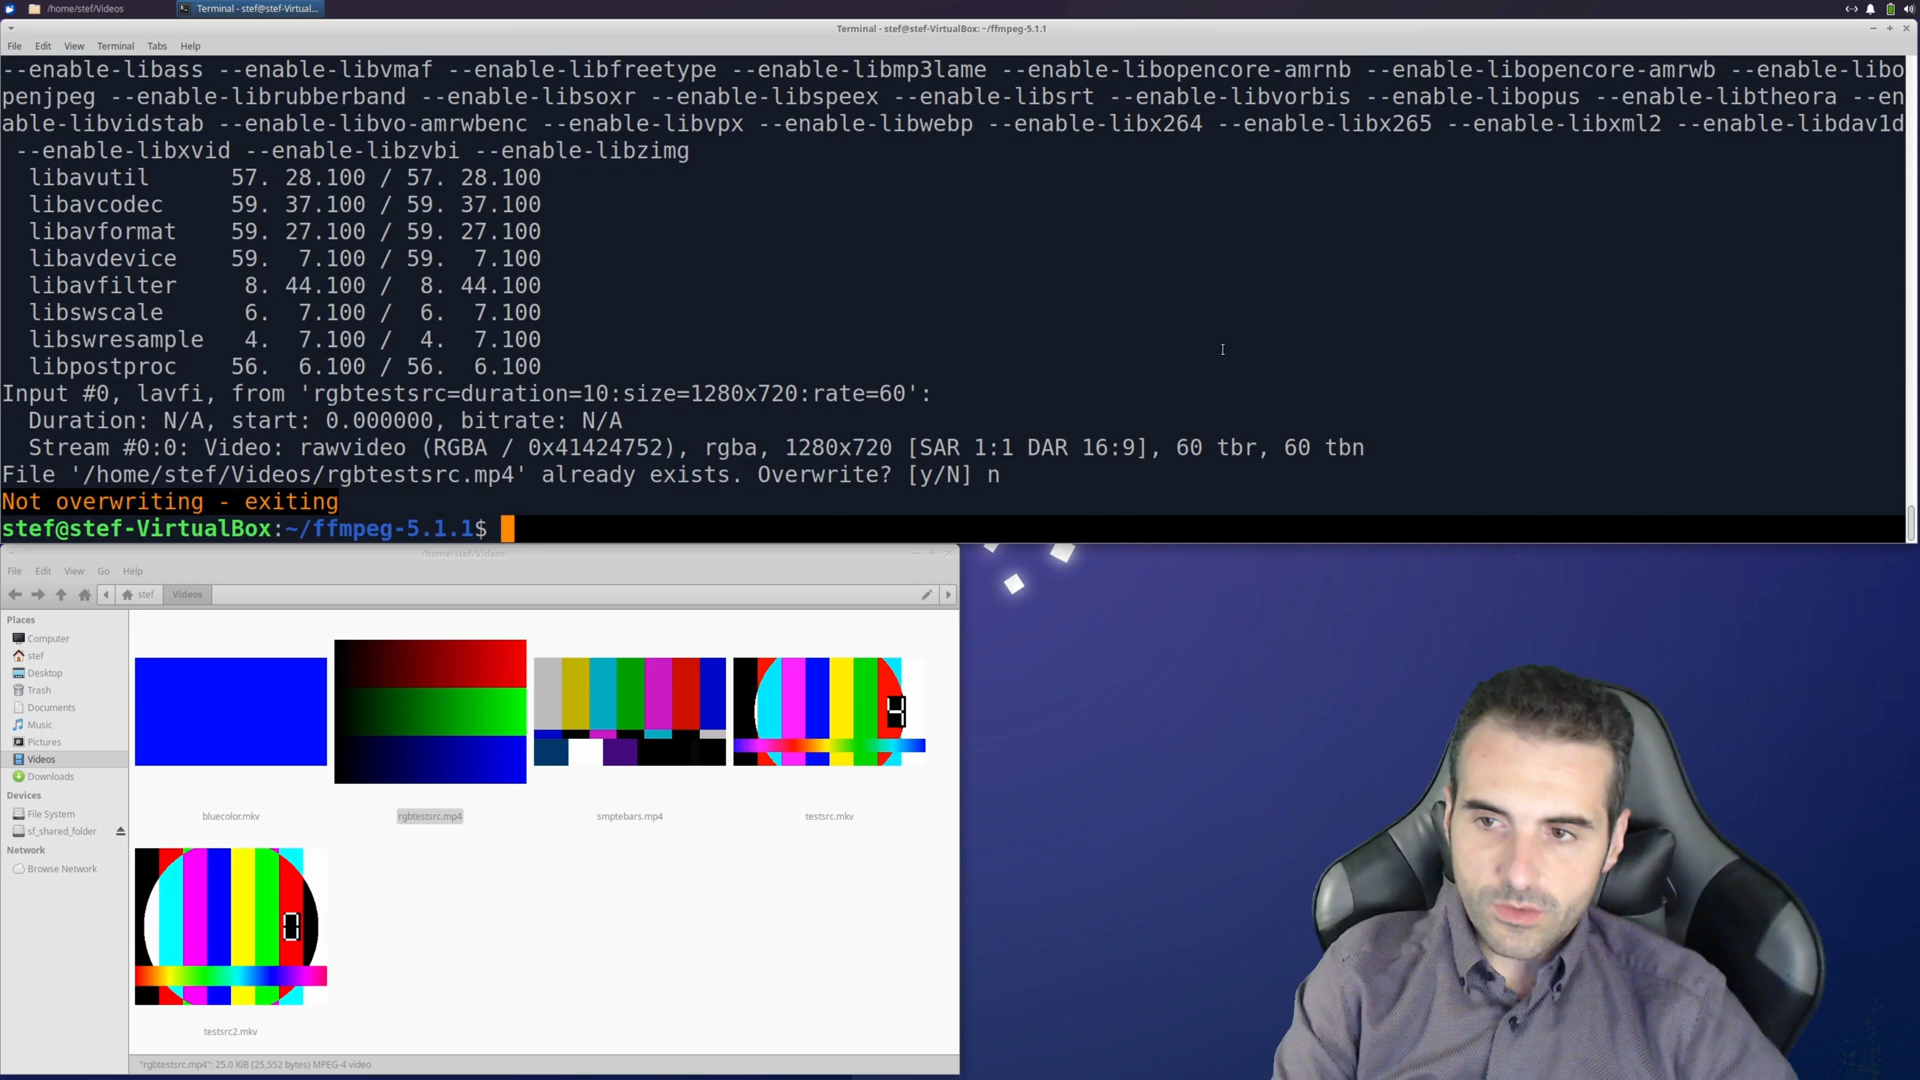 /home/stef/Videos
Terminal - stef@stef-Virtual...
Terminal - stef@stef-VirtualBox: ~/ffmpeg-5.1.1
File Edit View Terminal Tabs Help
--enable-libass --enable-libvmaf --enable-libfreetype --enable-libmp3lame --enable-libopencore-amrnb --enable-libopencore-amrwb --enable-libo
penjpeg --enable-librubberband --enable-libsoxr --enable-libspeex --enable-libsrt --enable-libvorbis --enable-libopus --enable-libtheora --en
able-libvidstab --enable-libvo-amrwbenc --enable-libvpx --enable-libwebp --enable-libx264 --enable-libx265 --enable-libxml2 --enable-libdav1d
--enable-libxvid --enable-libzvbi --enable-libzimg
libavutil 57. 28.100 / 57. 28.100
libavcodec 59. 37.100 / 59. 37.100
libavformat 59. 27.100 / 59. 27.100
libavdevice 59. 7.100 / 59. 7.100
libavfilter 8. 44.100 / 8. 44.100
libswscale 6. 7.100 / 6. 7.100
libswresample 4. 7.100 / 4. 7.100
libpostproc 56. 6.100 / 56. 6.100
Input #0, lavfi, from 'rgbtestsrc=duration=10:size=1280x720:rate=60':
Duration: N/A, start: 0.000000, bitrate: N/A
Stream #0:0: Video: rawvideo (RGBA / 0x41424752), rgba, 1280x720 [SAR 1:1 DAR 16:9], 60 tbr, 60 tbn
File '/home/stef/Videos/rgbtestsrc.mp4' already exists. Overwrite? [y/N] n
Not overwriting - exiting
stef@stef-VirtualBox:~/ffmpeg-5.1.1$
/home/stef/Videos
File Edit View Go Help
stef Videos
Places
Computer
stef
Desktop
Trash
Documents
Music
Pictures
Videos
Downloads
Devices
File System
sf_shared_folder
Network
Browse Network
bluecolor.mkv rgbtestsrc.mp4 smptebars.mp4 testsrc.mkv
testsrc2.mkv
"rgbtestsrc.mp4": 25.0 KiB (25,552 bytes) MPEG-4 video